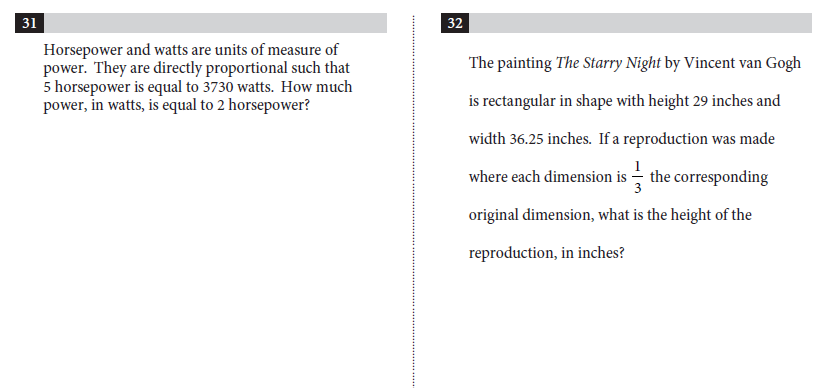 31
Horsepower and watts are units of measure of
power. They are directly proportional such that
5 horsepower is equal to 3730 watts. How much
power, in watts, is equal to 2 horsepower?
32
The painting The Starry Night by Vincent van Gogh
is rectangular in shape with height 29 inches and
width 36.25 inches. If a reproduction was made
where each dimension is 1/3 the corresponding
original dimension, what is the height of the
reproduction, in inches?